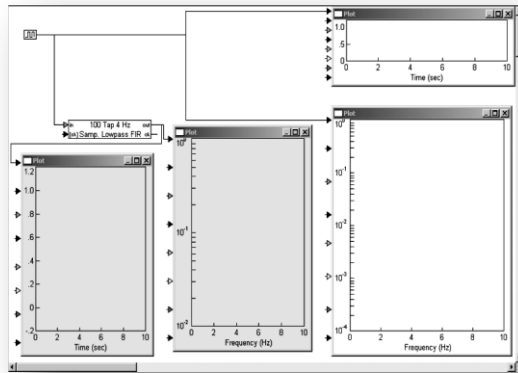 Plot
1.0
.5
0
0 2 4 6 8 10
Time (sec)
in 100 Tap 4 Hz out
Samp. Lowpass FIR
Plot
1.2
1.0
.8
.6
.4
.2
0
-.2
0 2 4 6 8 10
Time (sec)
Plot
10⁰
10⁻¹
10⁻²
0 2 4 6 8 10
Frequency (Hz)
Plot
10⁰
10⁻¹
10⁻²
10⁻³
10⁻⁴
0 2 4 6 8 10
Frequency (Hz)